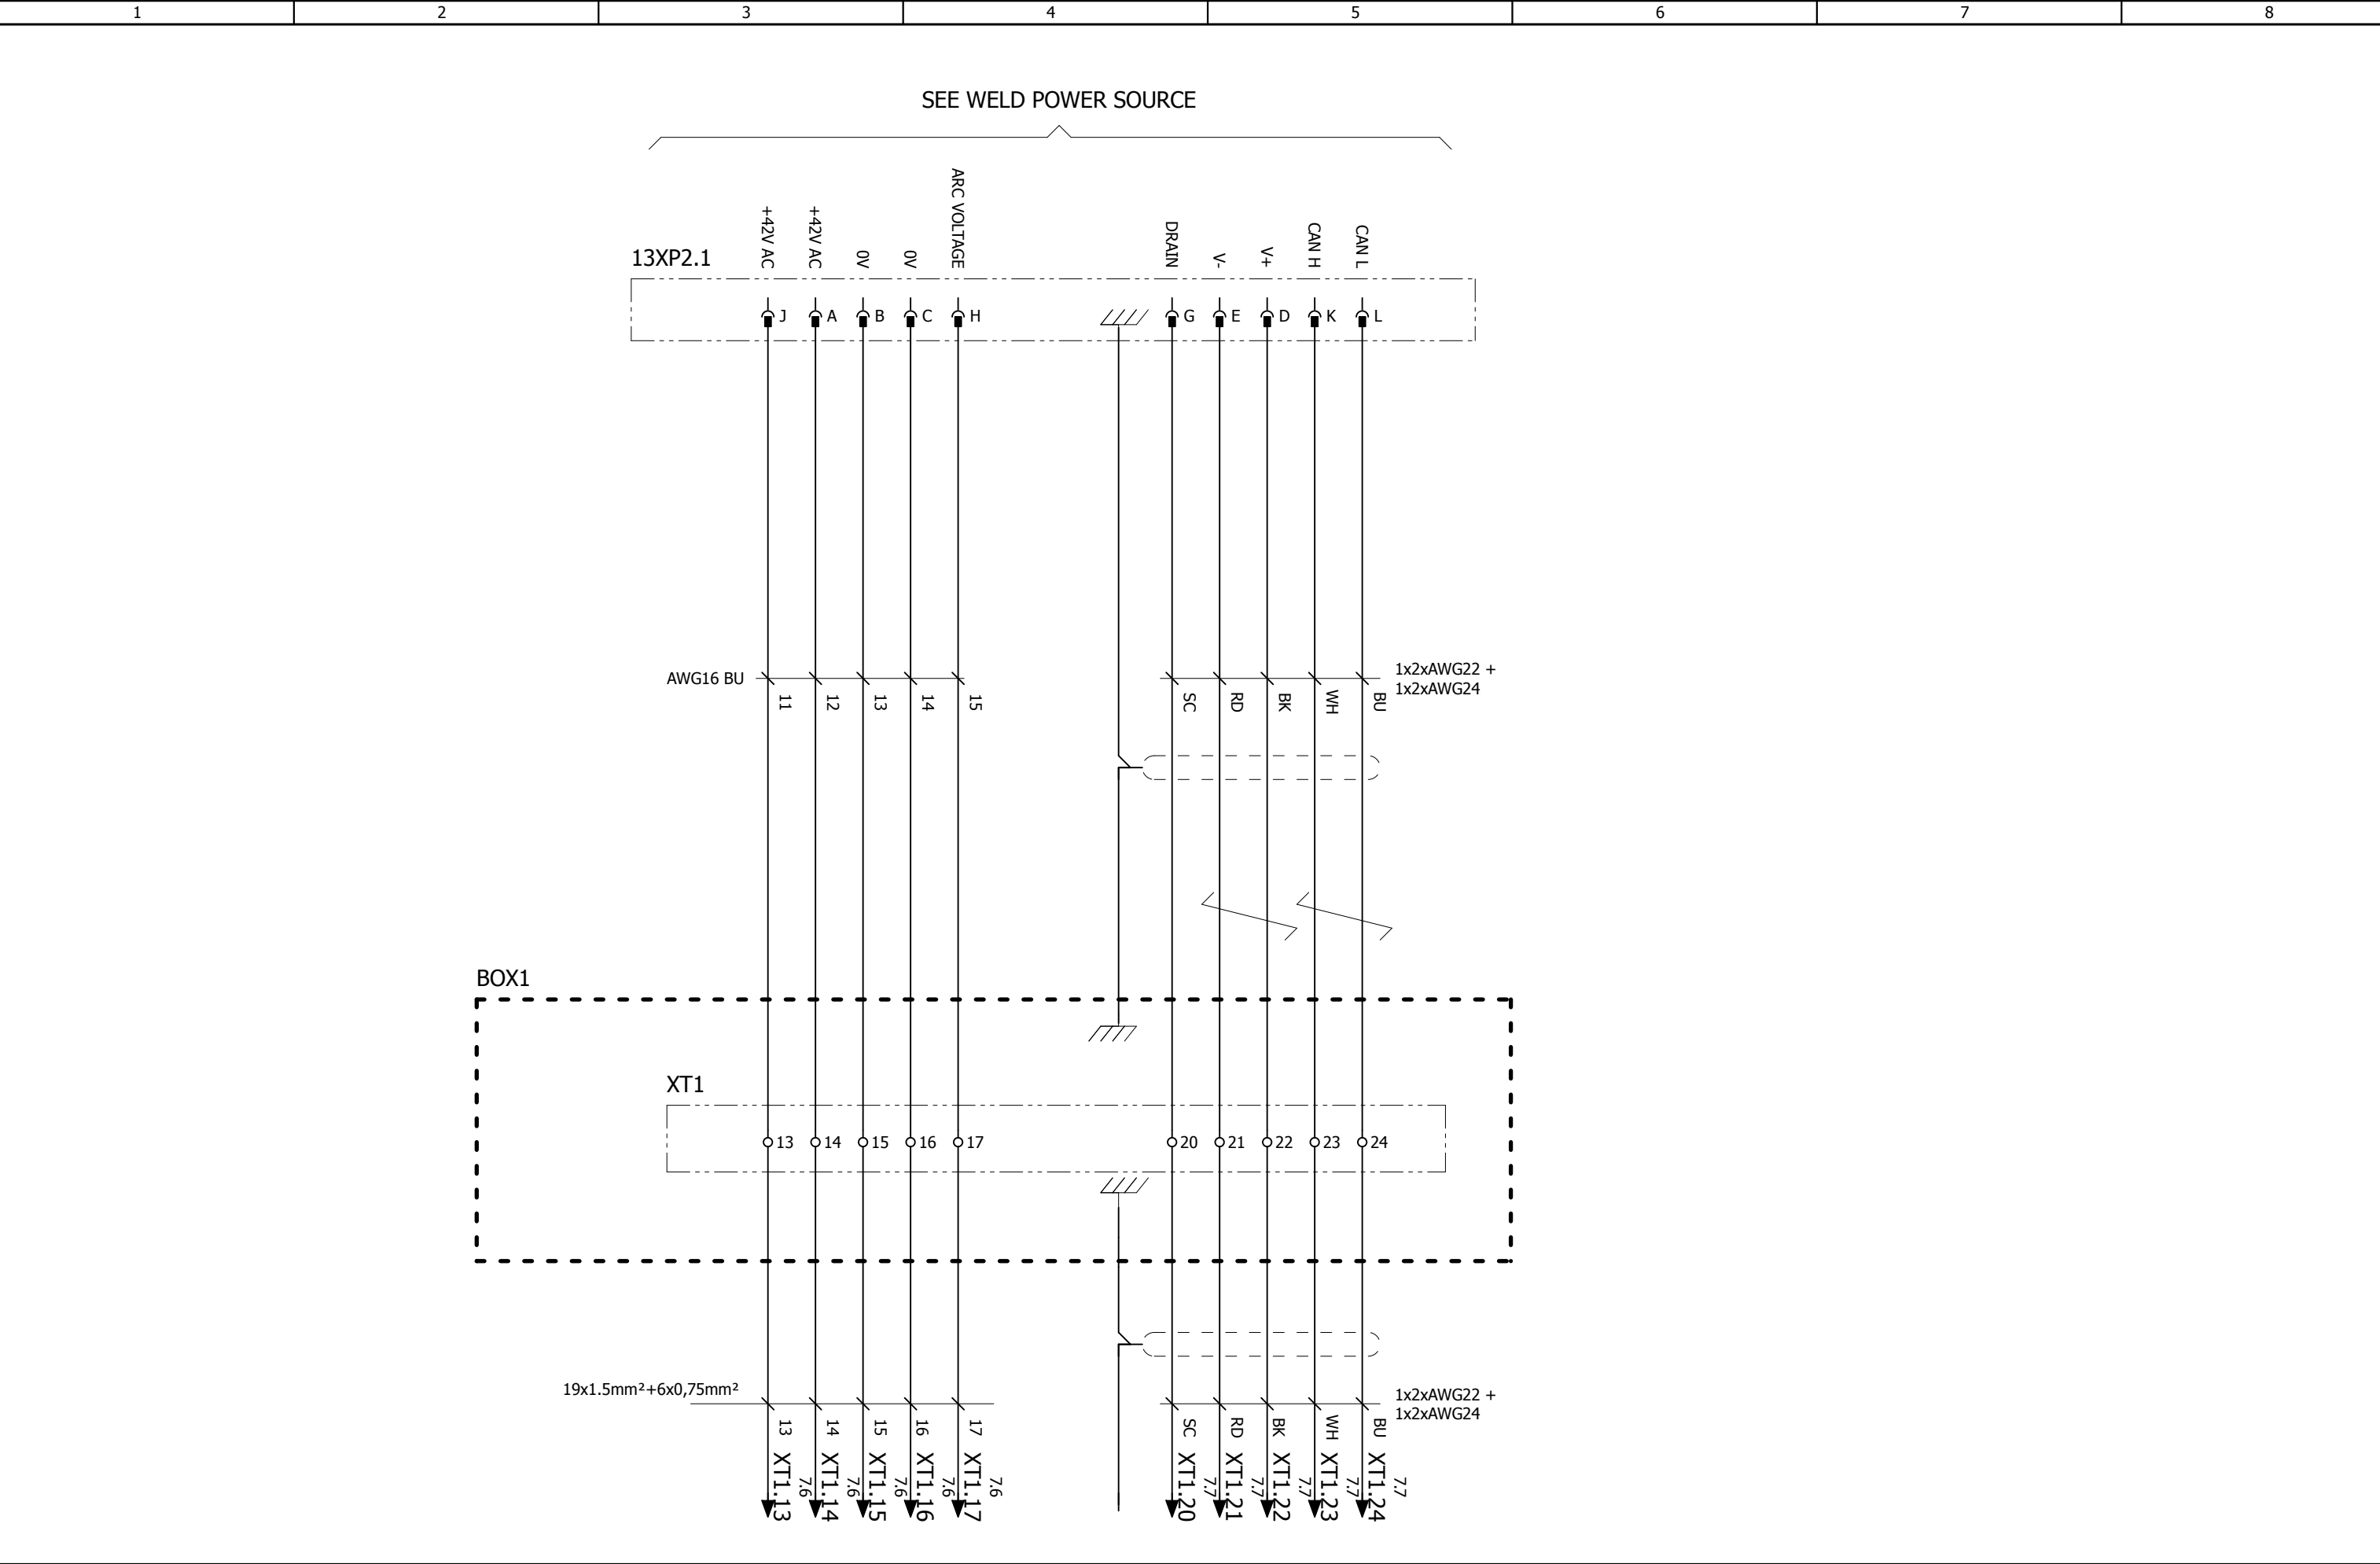 1 2 3 4 5 6 7 8
SEE WELD POWER SOURCE
+42V AC +42V AC 0V 0V ARC VOLTAGE DRAIN V- V+ CAN H CAN L
13XP2.1
J A B C H G E D K L
AWG16 BU
11 12 13 14 15
1x2xAWG22 +
1x2xAWG24
SC RD BK WH BU
BOX1
XT1
13 14 15 16 17 20 21 22 23 24
19x1.5mm²+6x0,75mm²
13 14 15 16 17
1x2xAWG22 +
1x2xAWG24
SC RD BK WH BU
XT1.13 XT1.14 XT1.15 XT1.16 XT1.17 XT1.20 XT1.21 XT1.22 XT1.23 XT1.24
7.6 7.6 7.6 7.6 7.6 7.7 7.7 7.7 7.7 7.7